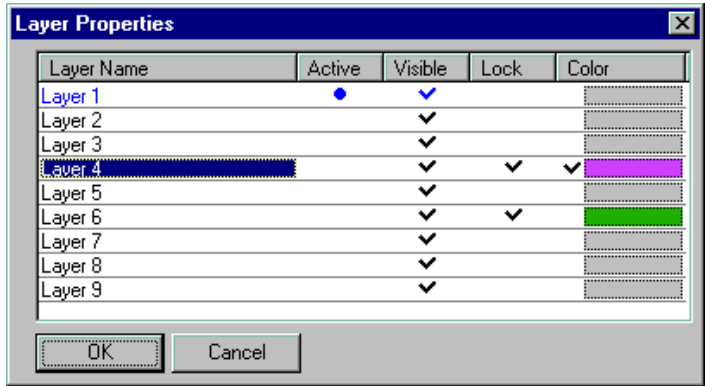 Layer Properties
Layer Name Active Visible Lock Color
Layer 1
Layer 2
Layer 3
Layer 4
Layer 5
Layer 6
Layer 7
Layer 8
Layer 9
OK Cancel